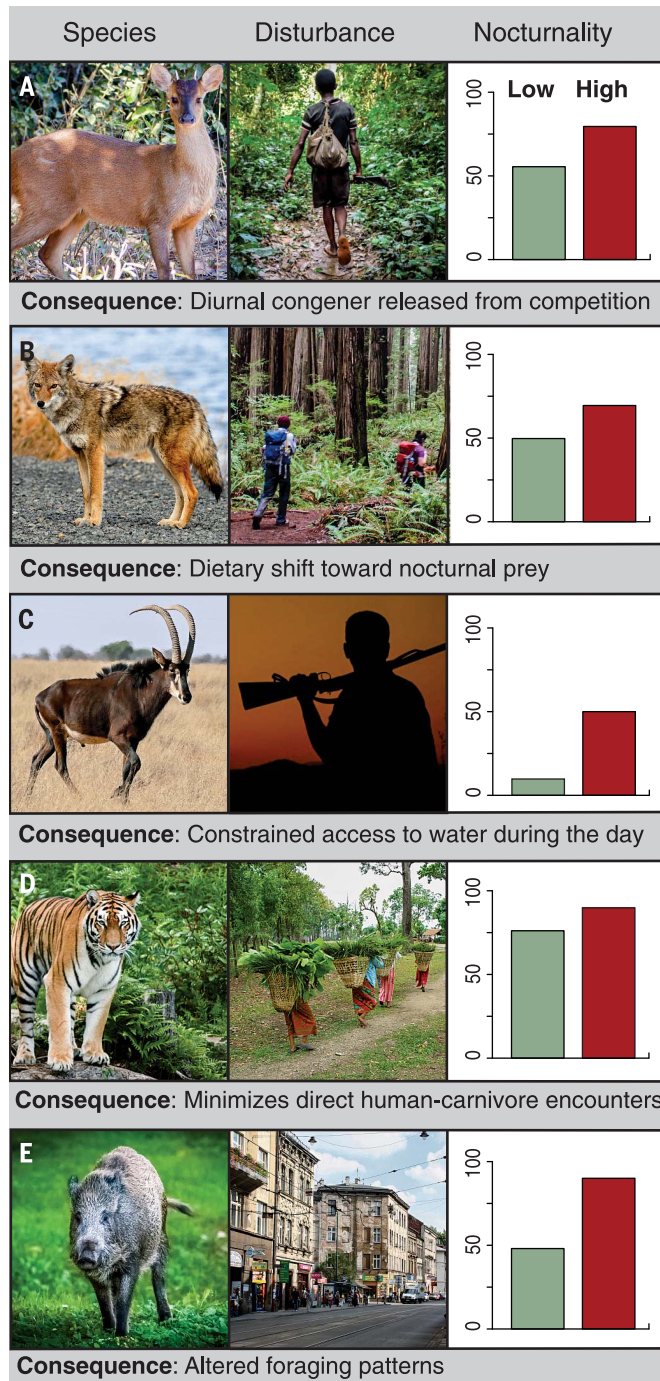 Species Disturbance Nocturnality
A
Low High
100
50
0
Consequence: Diurnal congener released from competition
B
100
50
0
Consequence: Dietary shift toward nocturnal prey
C
100
50
0
Consequence: Constrained access to water during the day
D
100
50
0
Consequence: Minimizes direct human-carnivore encounters
E
100
50
0
Consequence: Altered foraging patterns